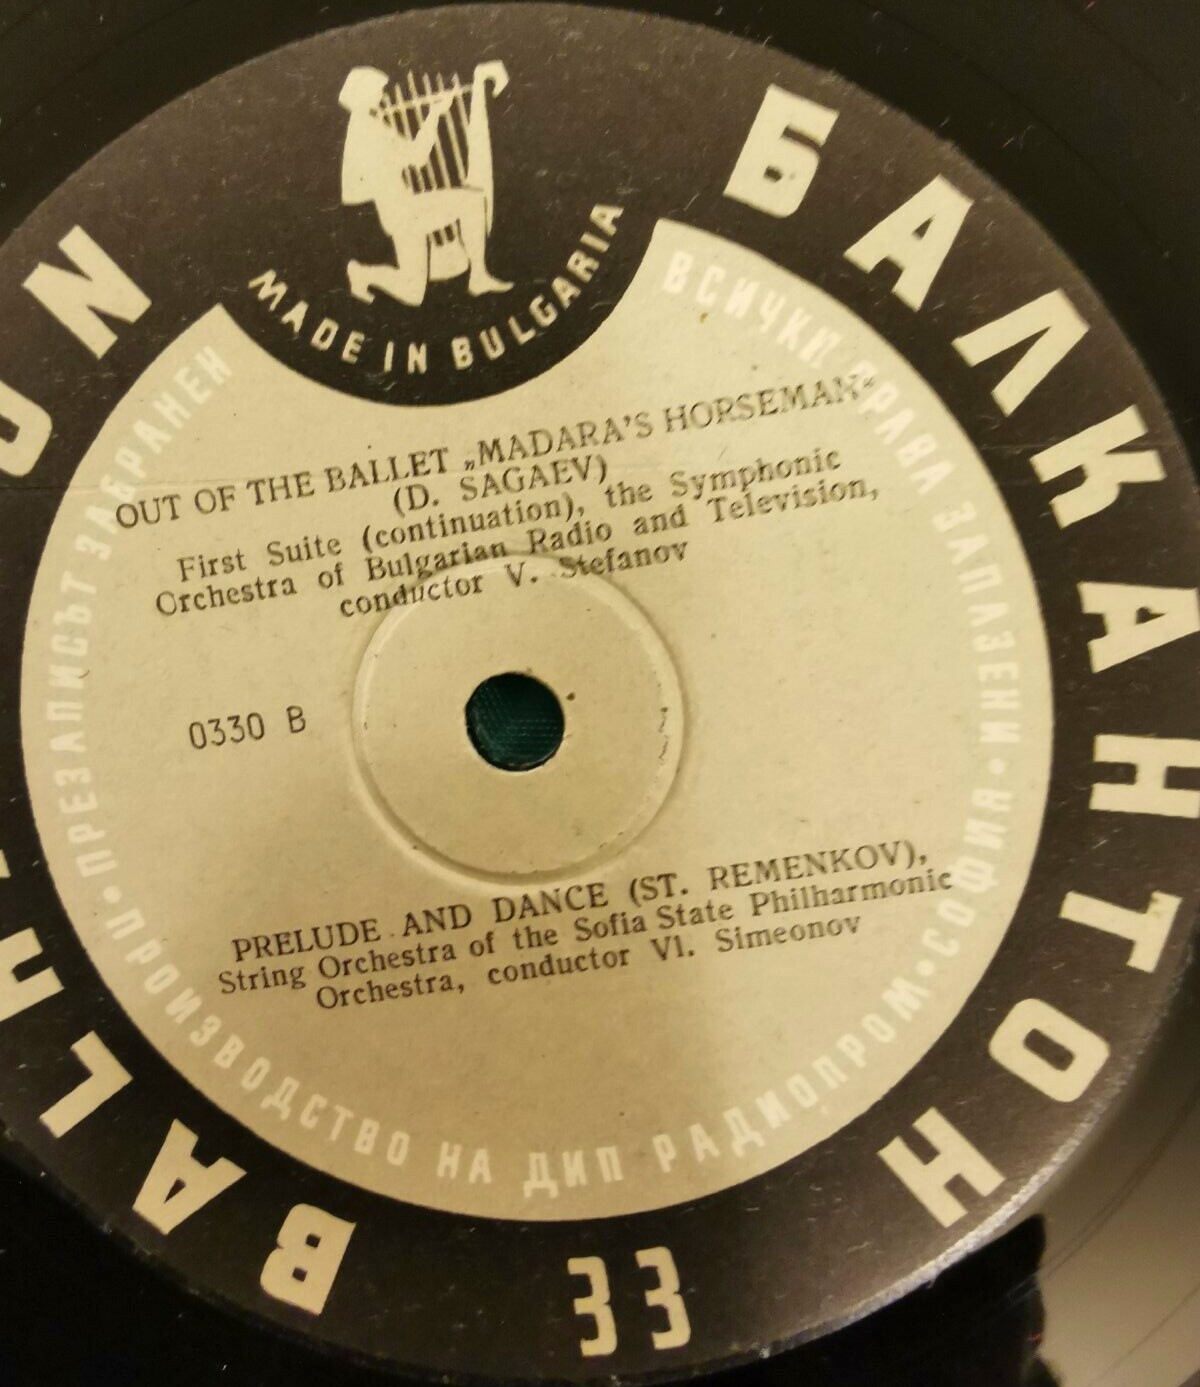 MADE IN BULGARIA
БАЛКАНТОН
OUT OF THE BALLET „MADARA'S HORSEMAN“
(D. SAGAEV)
First Suite (continuation), the Symphonic
Orchestra of Bulgarian Radio and Television,
conductor V. Stefanov
0330 B
PRELUDE AND DANCE (ST. REMENKOV),
String Orchestra of the Sofia State Philharmonic
Orchestra, conductor Vl. Simeonov
ВСИЧКИ ПРАВА ЗАПАЗЕНИ • СОФИЯ • ПРОИЗВОДСТВО НА ДИП РАДИОПРОМ • ПРЕЗАПИСЪТ ЗАБРАНЕН
33